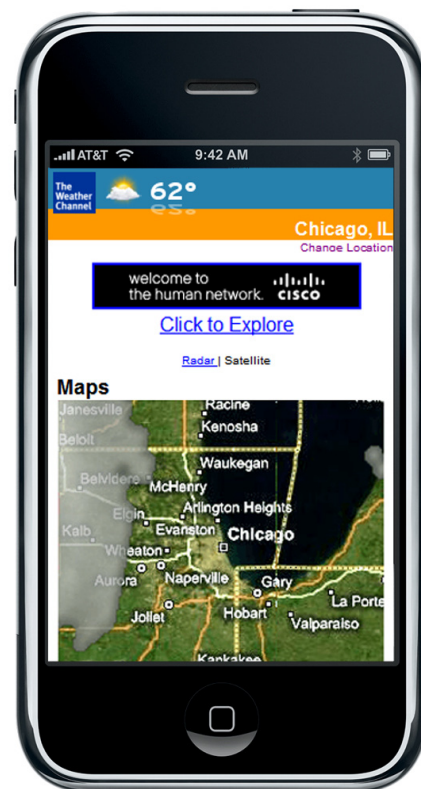 AT&T 9:42 AM
The
Weather
Channel
62°
Chicago, IL
Change Location
welcome to
the human network.
CISCO
Click to Explore
Radar | Satellite
Maps
Janesville
Racine
Beloit
Kenosha
Waukegan
Belvidere
McHenry
Arlington Heights
Elgin
Evanston
Chicago
Kalb
Wheaton
Aurora
Naperville
Gary
La Porte
Joliet
Hobart
Valparaiso
Kankakee